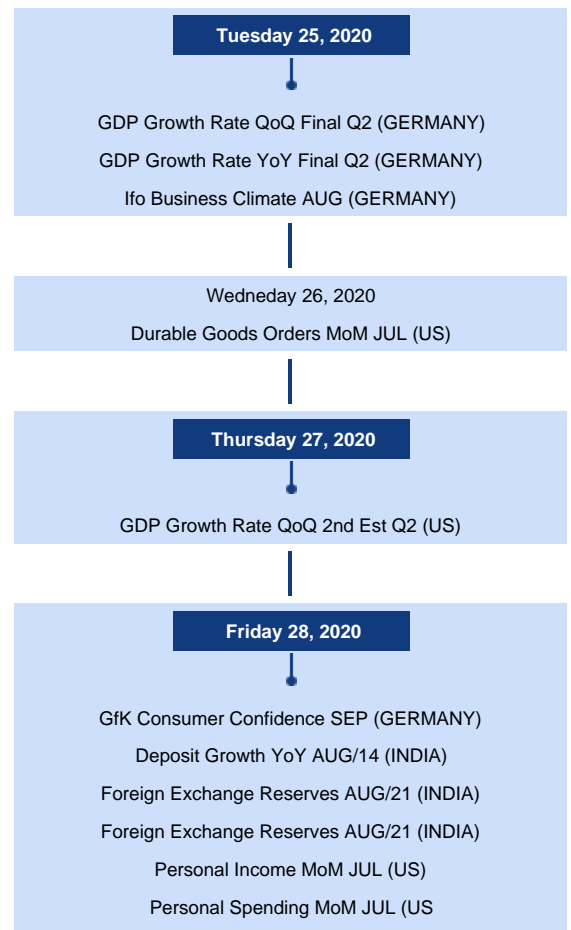 Tuesday 25, 2020
GDP Growth Rate QoQ Final Q2 (GERMANY)
GDP Growth Rate YoY Final Q2 (GERMANY)
Ifo Business Climate AUG (GERMANY)
Wedneday 26, 2020
Durable Goods Orders MoM JUL (US)
Thursday 27, 2020
GDP Growth Rate QoQ 2nd Est Q2 (US)
Friday 28, 2020
GfK Consumer Confidence SEP (GERMANY)
Deposit Growth YoY AUG/14 (INDIA)
Foreign Exchange Reserves AUG/21 (INDIA)
Foreign Exchange Reserves AUG/21 (INDIA)
Personal Income MoM JUL (US)
Personal Spending MoM JUL (US